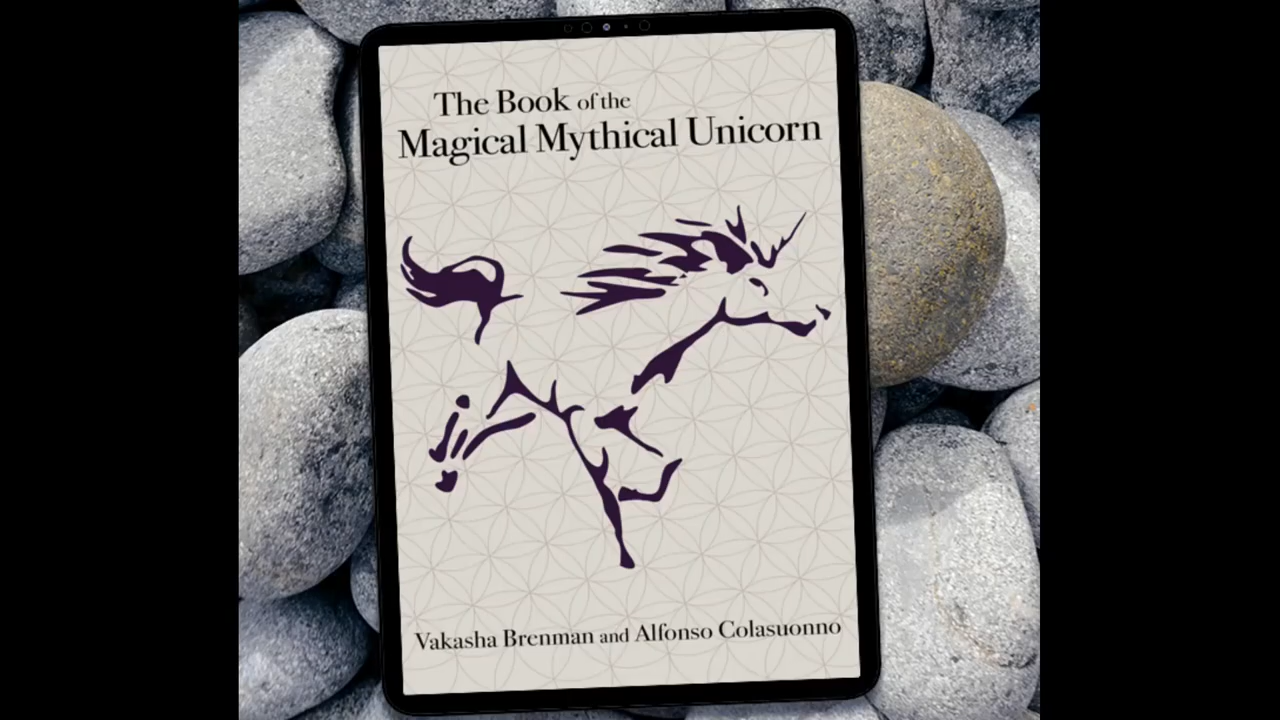 The Book of the
Magical Mythical Unicorn
Vakasha Brenman and Alfonso Colasuonno